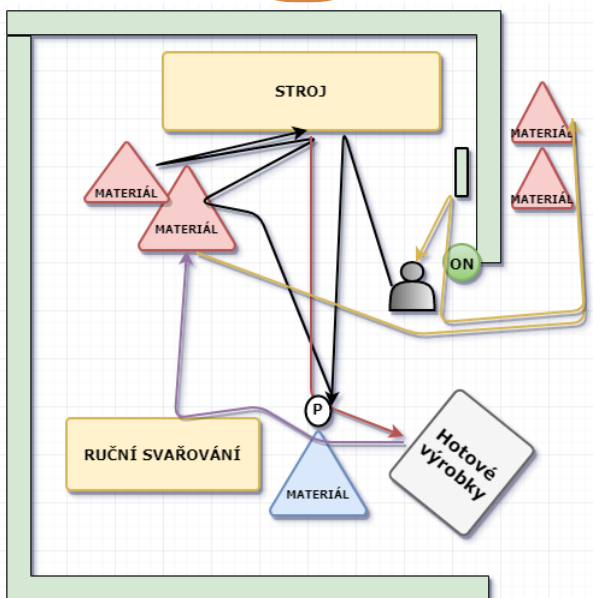 STROJ
MATERIÁL
MATERIÁL
MATERIÁL
MATERIÁL
ON
P
RUČNÍ SVAŘOVÁNÍ
Hotové
výrobky
MATERIÁL